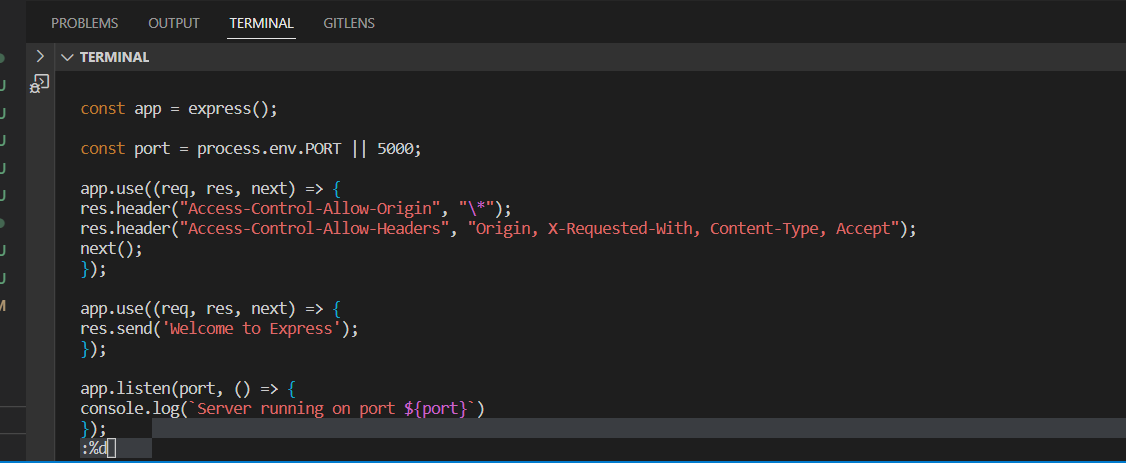 PROBLEMS OUTPUT TERMINAL GITLENS
TERMINAL
const app = express();
const port = process.env.PORT || 5000;
app.use((req, res, next) => {
res.header("Access-Control-Allow-Origin", "\*");
res.header("Access-Control-Allow-Headers", "Origin, X-Requested-With, Content-Type, Accept");
next();
});
app.use((req, res, next) => {
res.send('Welcome to Express');
});
app.listen(port, () => {
console.log(`Server running on port ${port}`)
});
:%d
U
U
U
U
U
U
U
M